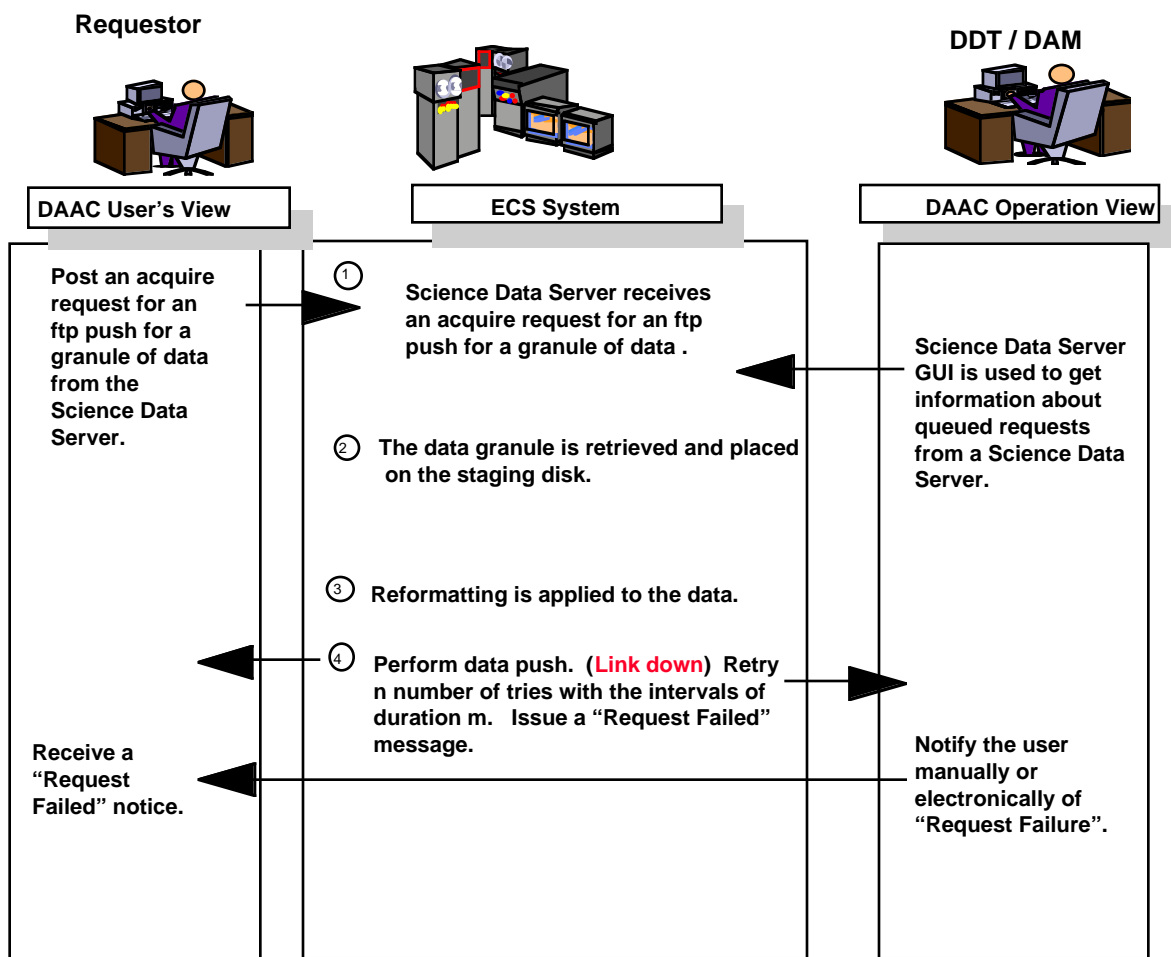 Requestor
DDT / DAM
DAAC User's View
ECS System
DAAC Operation View
Post an acquire
request for an
ftp push for a
granule of data
from the
Science Data
Server.
1
Science Data Server receives
an acquire request for an ftp
push for a granule of data .
Science Data Server
GUI is used to get
information about
queued requests
from a Science Data
Server.
2
The data granule is retrieved and placed
on the staging disk.
3
Reformatting is applied to the data.
4
Perform data push. (Link down) Retry
n number of tries with the intervals of
duration m. Issue a “Request Failed”
message.
Receive a
“Request
Failed” notice.
Notify the user
manually or
electronically of
“Request Failure”.